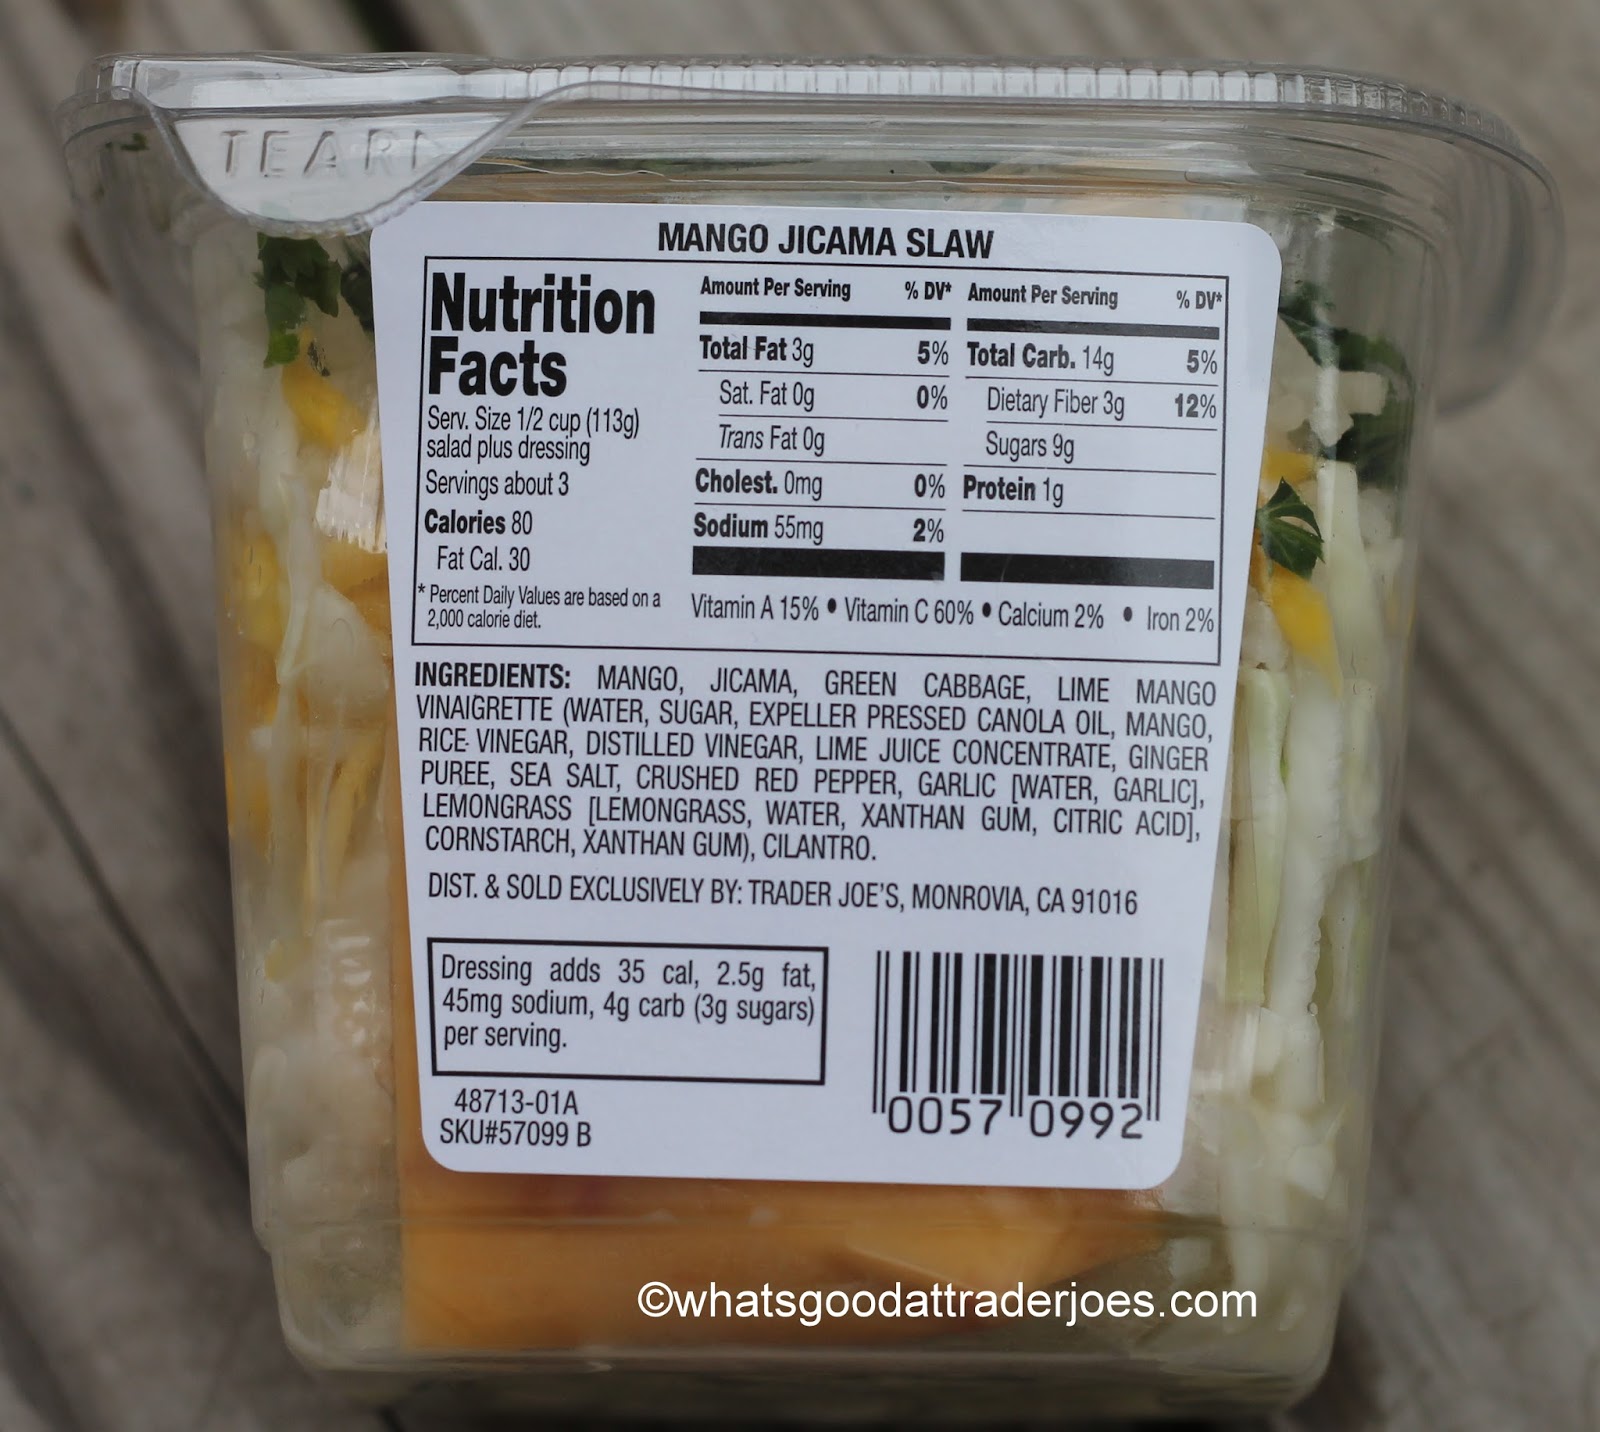 TEAR
MANGO JICAMA SLAW
Nutrition
Facts
Serv. Size 1/2 cup (113g)
salad plus dressing
Servings about 3
Calories 80
Fat Cal. 30
* Percent Daily Values are based on a
2,000 calorie diet.
Amount Per Serving % DV*
Total Fat 3g 5%
Sat. Fat 0g 0%
Trans Fat 0g
Cholest. 0mg 0%
Sodium 55mg 2%
Amount Per Serving % DV*
Total Carb. 14g 5%
Dietary Fiber 3g 12%
Sugars 9g
Protein 1g
Vitamin A 15% • Vitamin C 60% • Calcium 2% • Iron 2%
INGREDIENTS: MANGO, JICAMA, GREEN CABBAGE, LIME MANGO
VINAIGRETTE (WATER, SUGAR, EXPELLER PRESSED CANOLA OIL, MANGO,
RICE VINEGAR, DISTILLED VINEGAR, LIME JUICE CONCENTRATE, GINGER
PUREE, SEA SALT, CRUSHED RED PEPPER, GARLIC [WATER, GARLIC],
LEMONGRASS [LEMONGRASS, WATER, XANTHAN GUM, CITRIC ACID],
CORNSTARCH, XANTHAN GUM), CILANTRO.
DIST. & SOLD EXCLUSIVELY BY: TRADER JOE'S, MONROVIA, CA 91016
Dressing adds 35 cal, 2.5g fat,
45mg sodium, 4g carb (3g sugars)
per serving.
48713-01A
SKU#57099 B
0057 0992
©whatsgoodattraderjoes.com